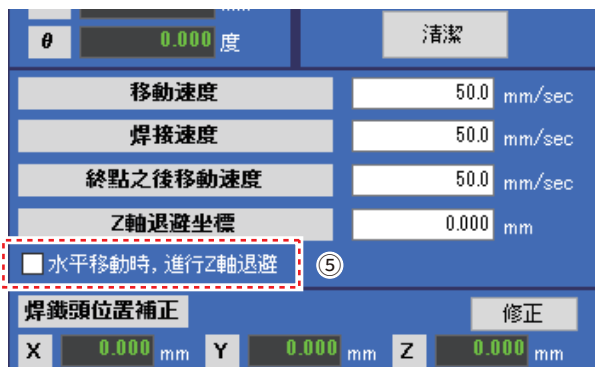 θ 0.000 度 清潔
移動速度 50.0 mm/sec
焊接速度 50.0 mm/sec
終點之後移動速度 50.0 mm/sec
Z軸退避坐標 0.000 mm
水平移動時，進行Z軸退避 ⑤
焊鐵頭位置補正 修正
X 0.000 mm Y 0.000 mm Z 0.000 mm